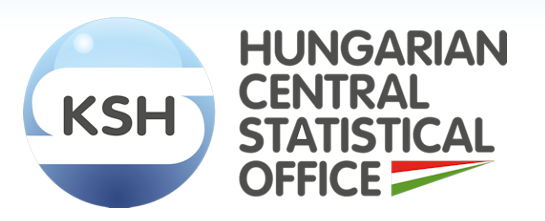 KSH
HUNGARIAN
CENTRAL
STATISTICAL
OFFICE